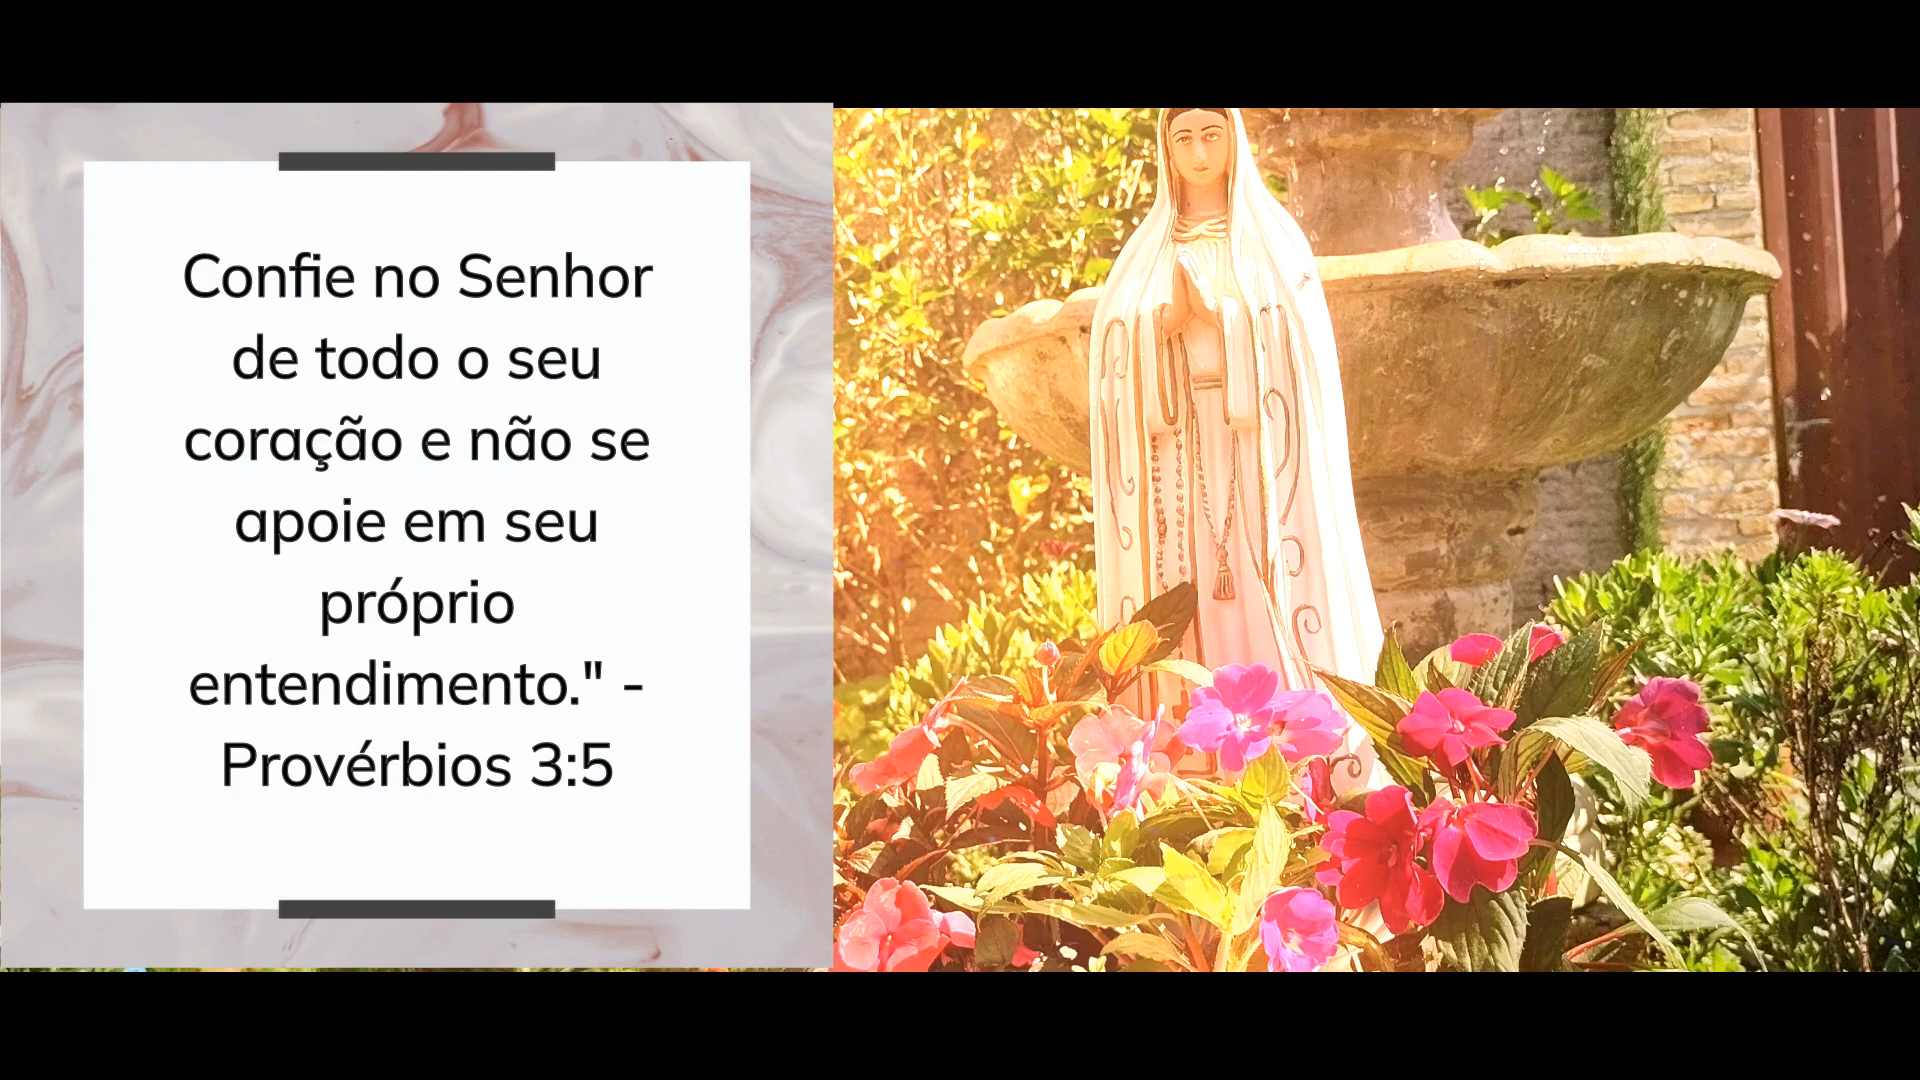 Confie no Senhor
de todo o seu
coração e não se
apoie em seu
próprio
entendimento." -
Provérbios 3:5